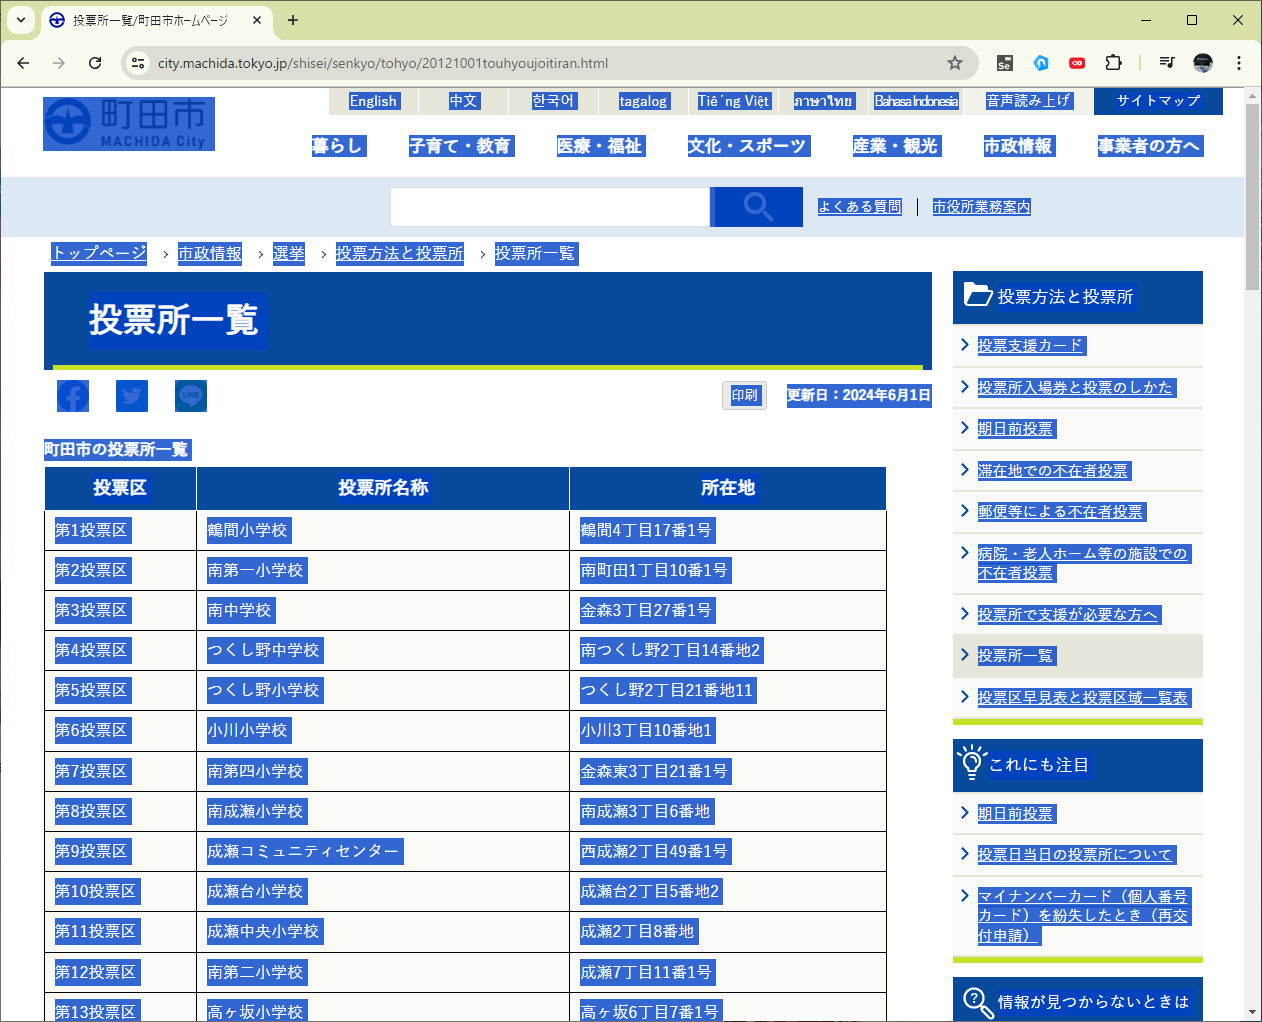 投票所一覧/町田市ホームページ
city.machida.tokyo.jp/shisei/senkyo/tohyo/20121001touhyoujoitiran.html
町田市
MACHIDA City
English
中文
한국어
tagalog
Tiếng Việt
ภาษาไทย
Bahasa Indonesia
音声読み上げ
サイトマップ
暮らし
子育て・教育
医療・福祉
文化・スポーツ
産業・観光
市政情報
事業者の方へ
よくある質問
市役所業務案内
トップページ > 市政情報 > 選挙 > 投票方法と投票所 > 投票所一覧
投票所一覧
LINE
印刷
更新日：2024年6月1日
町田市の投票所一覧
投票区 投票所名称 所在地
第1投票区 鶴間小学校 鶴間4丁目17番1号
第2投票区 南第一小学校 南町田1丁目10番1号
第3投票区 南中学校 金森3丁目27番1号
第4投票区 つくし野中学校 南つくし野2丁目14番地2
第5投票区 つくし野小学校 つくし野2丁目21番地11
第6投票区 小川小学校 小川3丁目10番地1
第7投票区 南第四小学校 金森東3丁目21番1号
第8投票区 南成瀬小学校 南成瀬3丁目6番地
第9投票区 成瀬コミュニティセンター 西成瀬2丁目49番1号
第10投票区 成瀬台小学校 成瀬台2丁目5番地2
第11投票区 成瀬中央小学校 成瀬2丁目8番地
第12投票区 南第二小学校 成瀬7丁目11番1号
第13投票区 高ヶ坂小学校 高ヶ坂6丁目7番1号
投票方法と投票所
投票支援カード
投票所入場券と投票のしかた
期日前投票
滞在地での不在者投票
郵便等による不在者投票
病院・老人ホーム等の施設での
不在者投票
投票所で支援が必要な方へ
投票所一覧
投票区早見表と投票区域一覧表
これにも注目
期日前投票
投票日当日の投票所について
マイナンバーカード（個人番号
カード）を紛失したとき（再交
付申請）
情報が見つからないときは